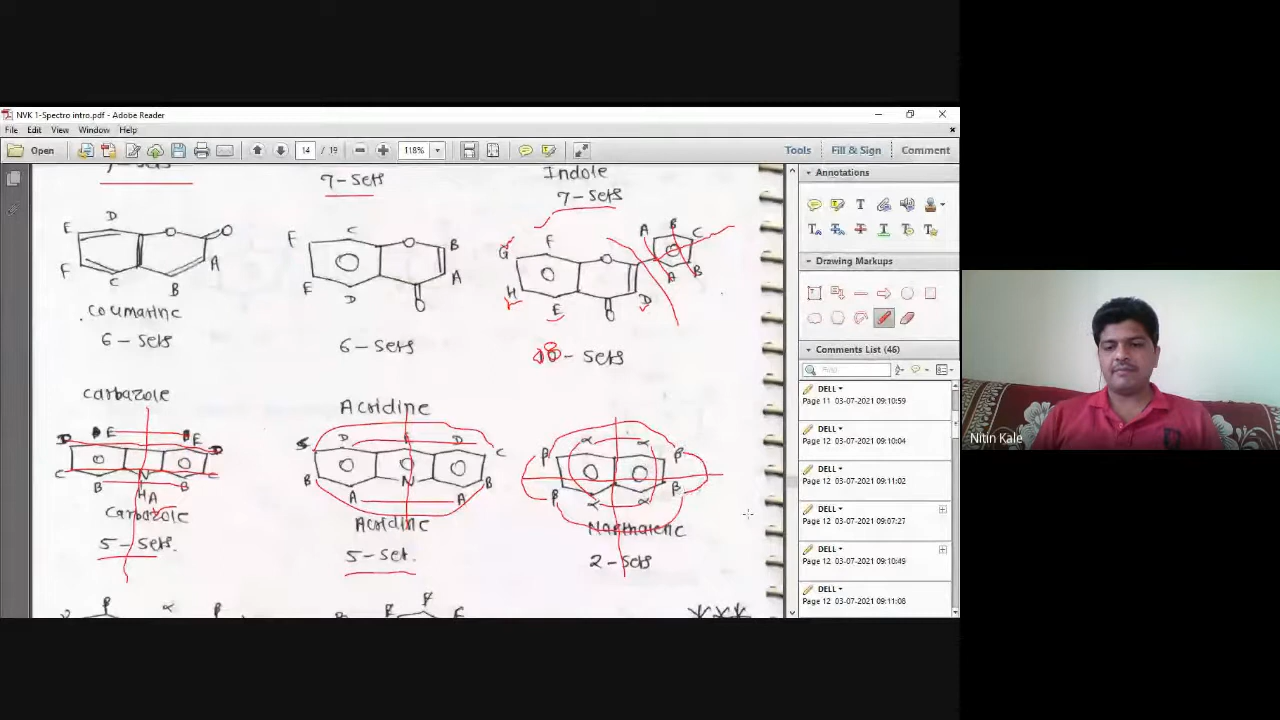 NVK 1-Spectro intro.pdf - Adobe Reader
File Edit View Window Help
Open 14 / 19 118% Tools Fill & Sign Comment
7-Sets
Indole
7-Sets
E D O O
F C B A
Coumarine
6-Sets
F C O B
E D A
O
6-Sets
G F O A B C
H E O D A B
8-Sets
Carbazole
D E E D
C B N B C
H A
Carbazole
5-Sets.
Acridine
D E D C
B A N A B
Acridine
5-Set.
β α α β
β α α β
2-Sets
α
Annotations
T
T T T T T
Drawing Markups
Comments List (46)
Find
DELL
Page 11 03-07-2021 09:10:59
DELL
Page 12 03-07-2021 09:10:04
DELL
Page 12 03-07-2021 09:11:02
DELL
Page 12 03-07-2021 09:07:27
DELL
Page 12 03-07-2021 09:10:49
DELL
Page 12 03-07-2021 09:11:08
Nitin Kale